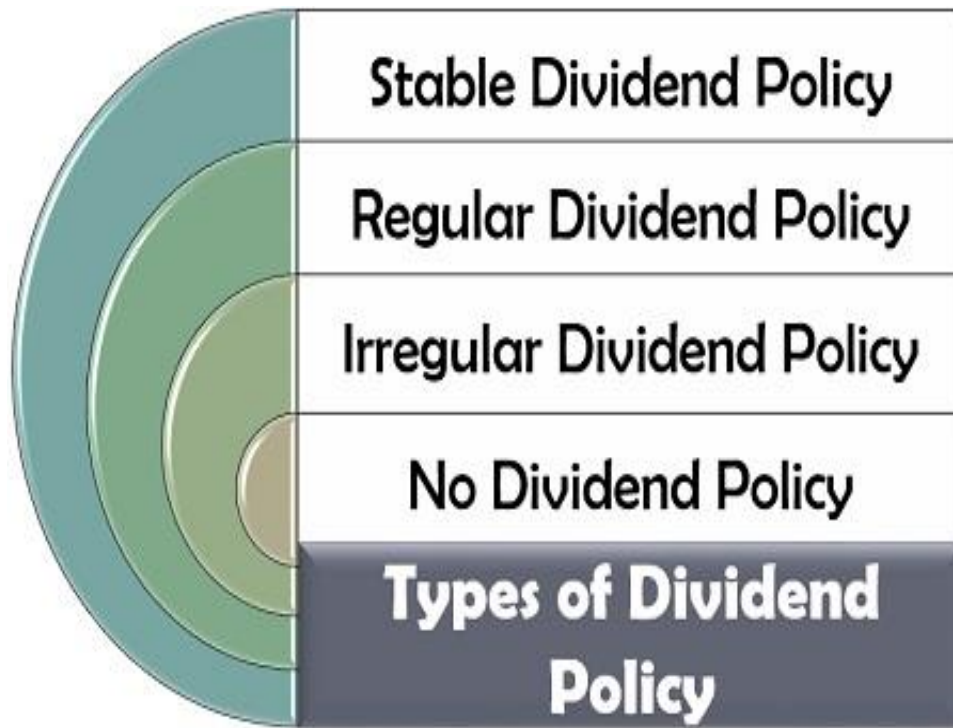 Stable Dividend Policy
Regular Dividend Policy
Irregular Dividend Policy
No Dividend Policy
Types of Dividend
Policy